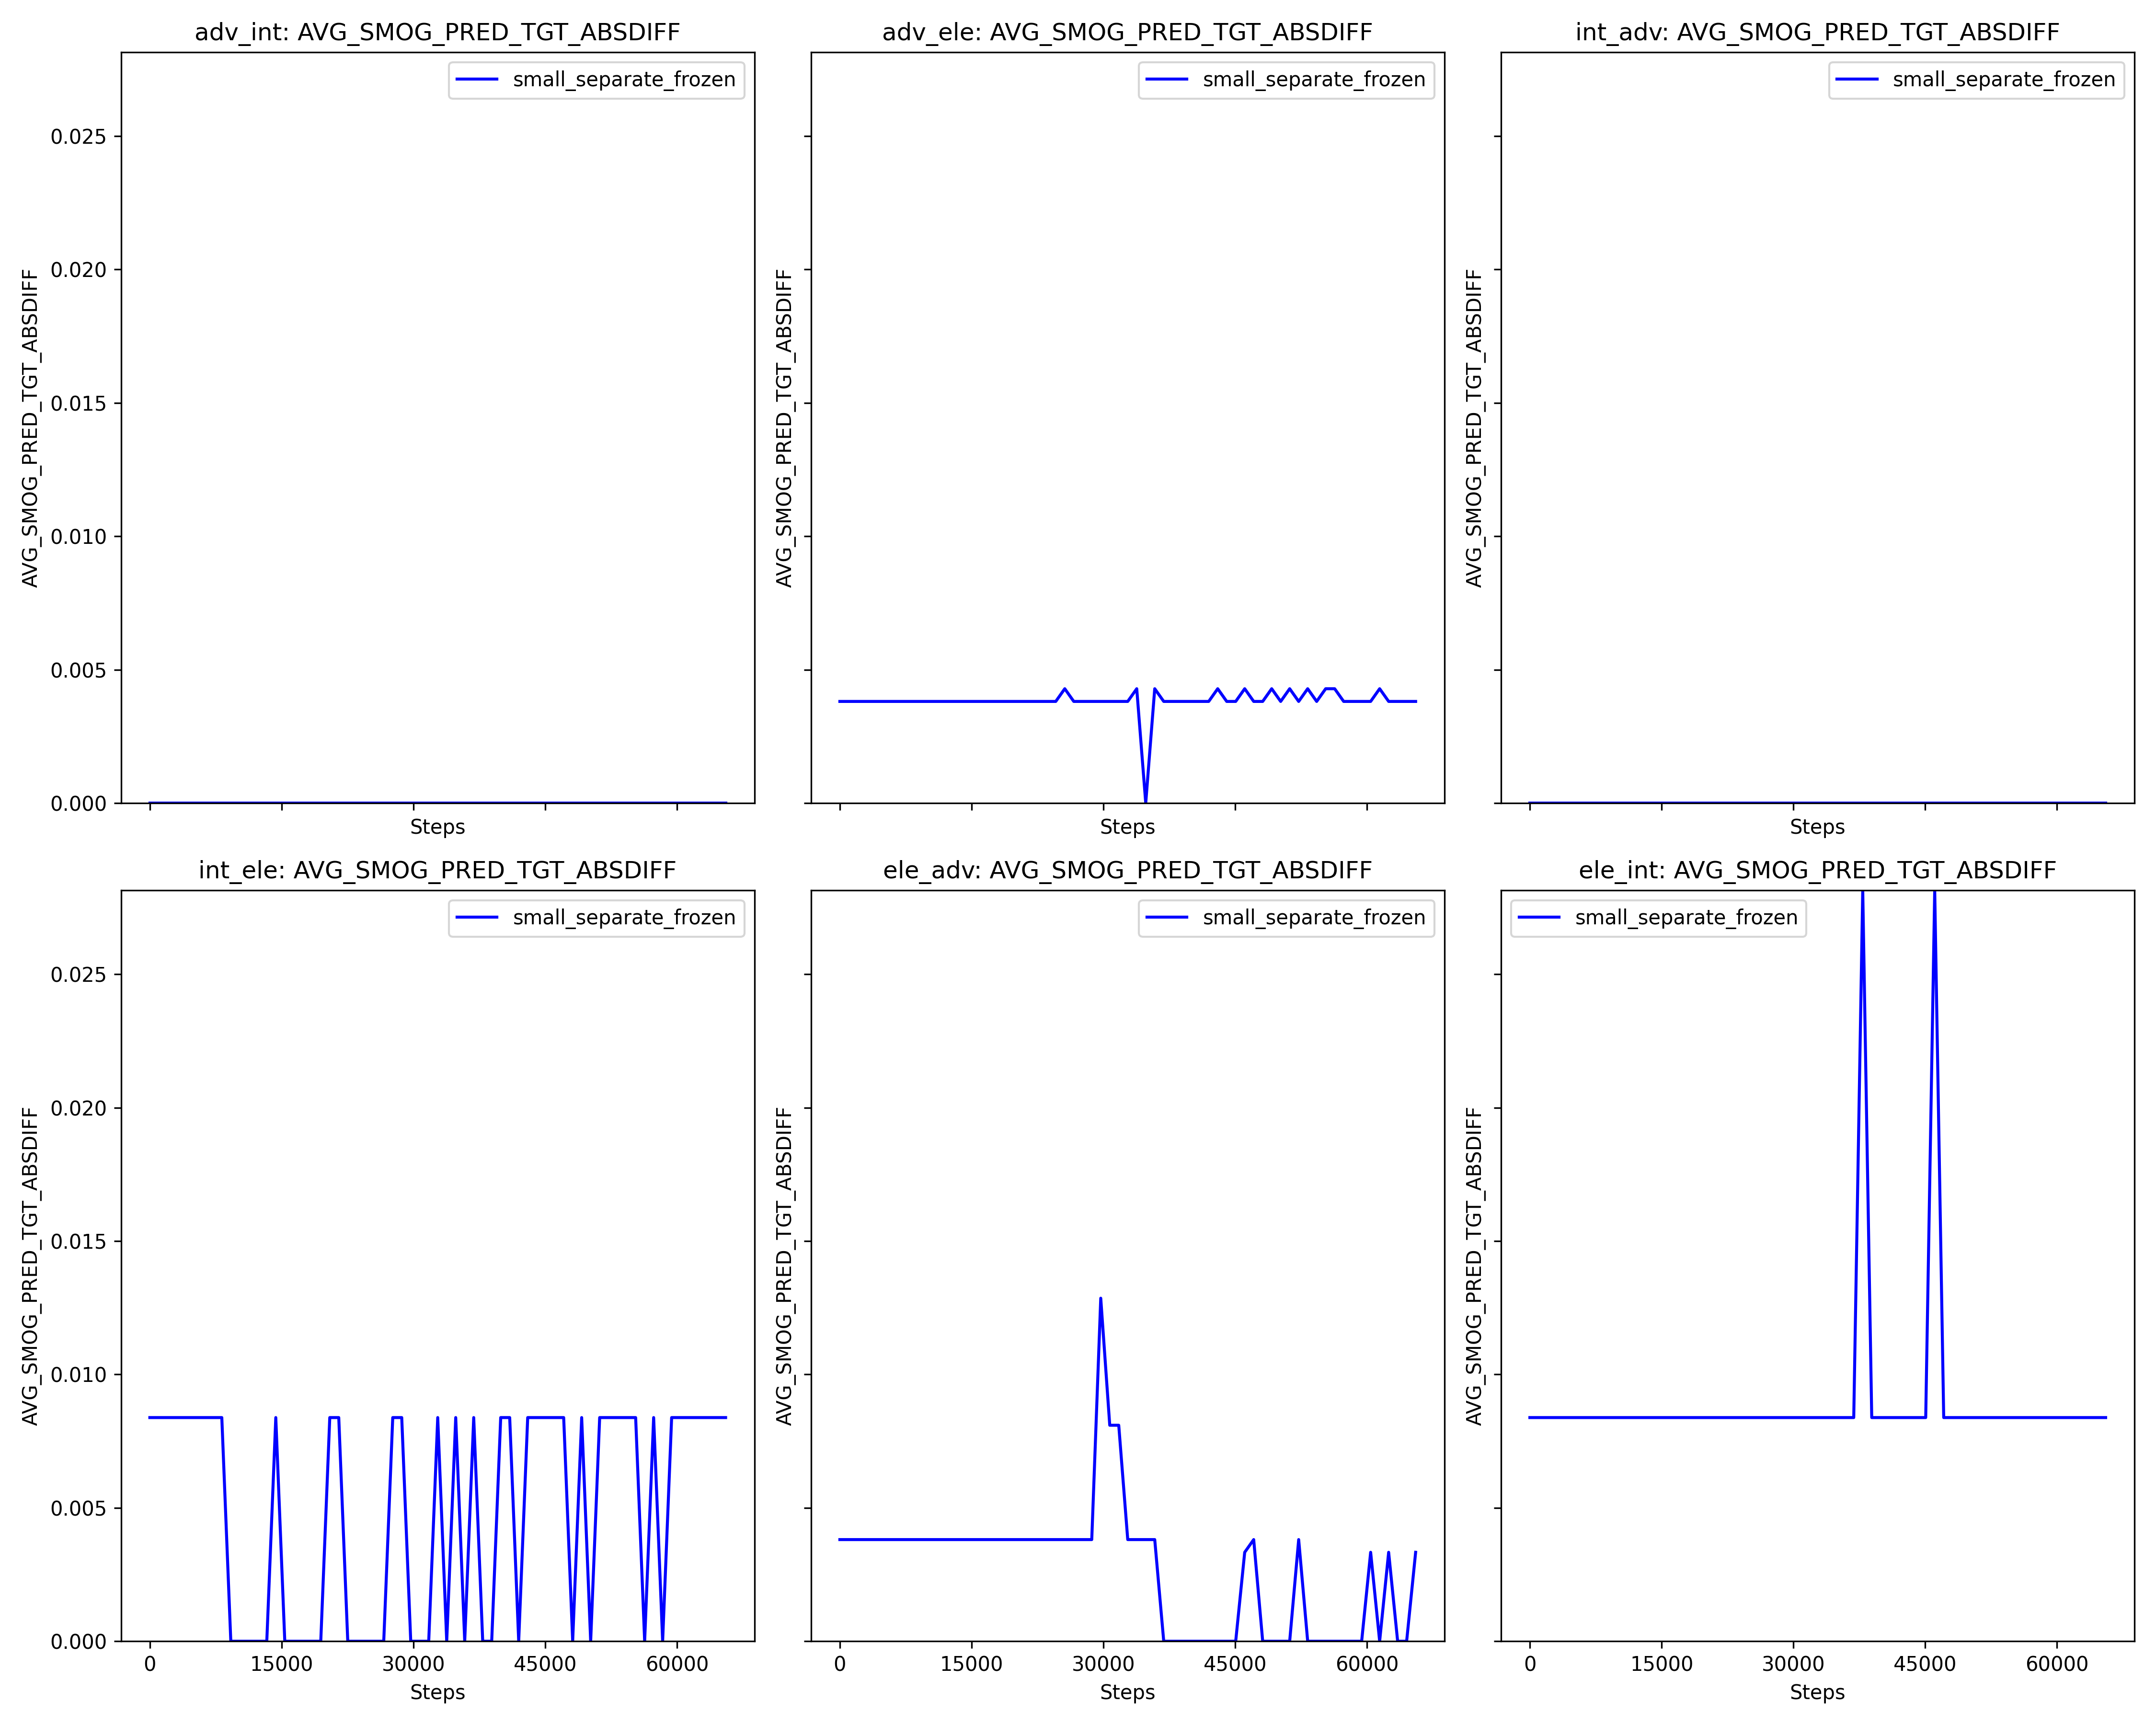 adv_int: AVG_SMOG_PRED_TGT_ABSDIFF
adv_ele: AVG_SMOG_PRED_TGT_ABSDIFF
int_adv: AVG_SMOG_PRED_TGT_ABSDIFF
small_separate_frozen
small_separate_frozen
small_separate_frozen
0.025
0.020
0.015
0.010
0.005
0.000
AVG_SMOG_PRED_TGT_ABSDIFF
AVG_SMOG_PRED_TGT_ABSDIFF
AVG_SMOG_PRED_TGT_ABSDIFF
Steps
Steps
Steps
int_ele: AVG_SMOG_PRED_TGT_ABSDIFF
ele_adv: AVG_SMOG_PRED_TGT_ABSDIFF
ele_int: AVG_SMOG_PRED_TGT_ABSDIFF
small_separate_frozen
small_separate_frozen
small_separate_frozen
0.025
0.020
0.015
0.010
0.005
0.000
AVG_SMOG_PRED_TGT_ABSDIFF
AVG_SMOG_PRED_TGT_ABSDIFF
AVG_SMOG_PRED_TGT_ABSDIFF
0 15000 30000 45000 60000
0 15000 30000 45000 60000
0 15000 30000 45000 60000
Steps
Steps
Steps